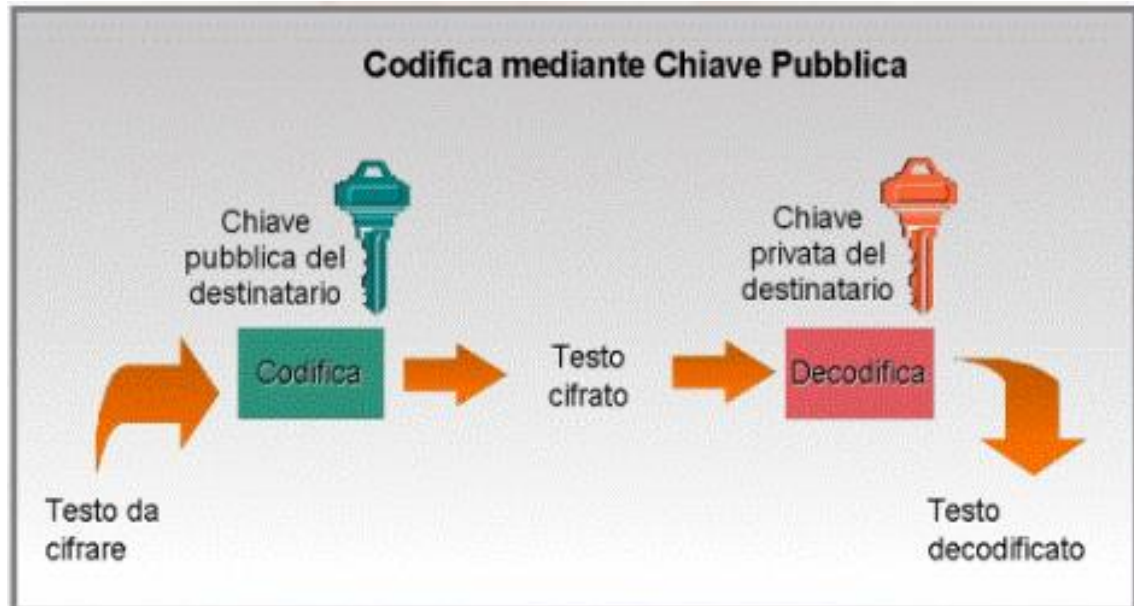 Codifica mediante Chiave Pubblica
Chiave
pubblica del
destinatario
Chiave
privata del
destinatario
Codifica
Testo
cifrato
Decodifica
Testo da
cifrare
Testo
decodificato